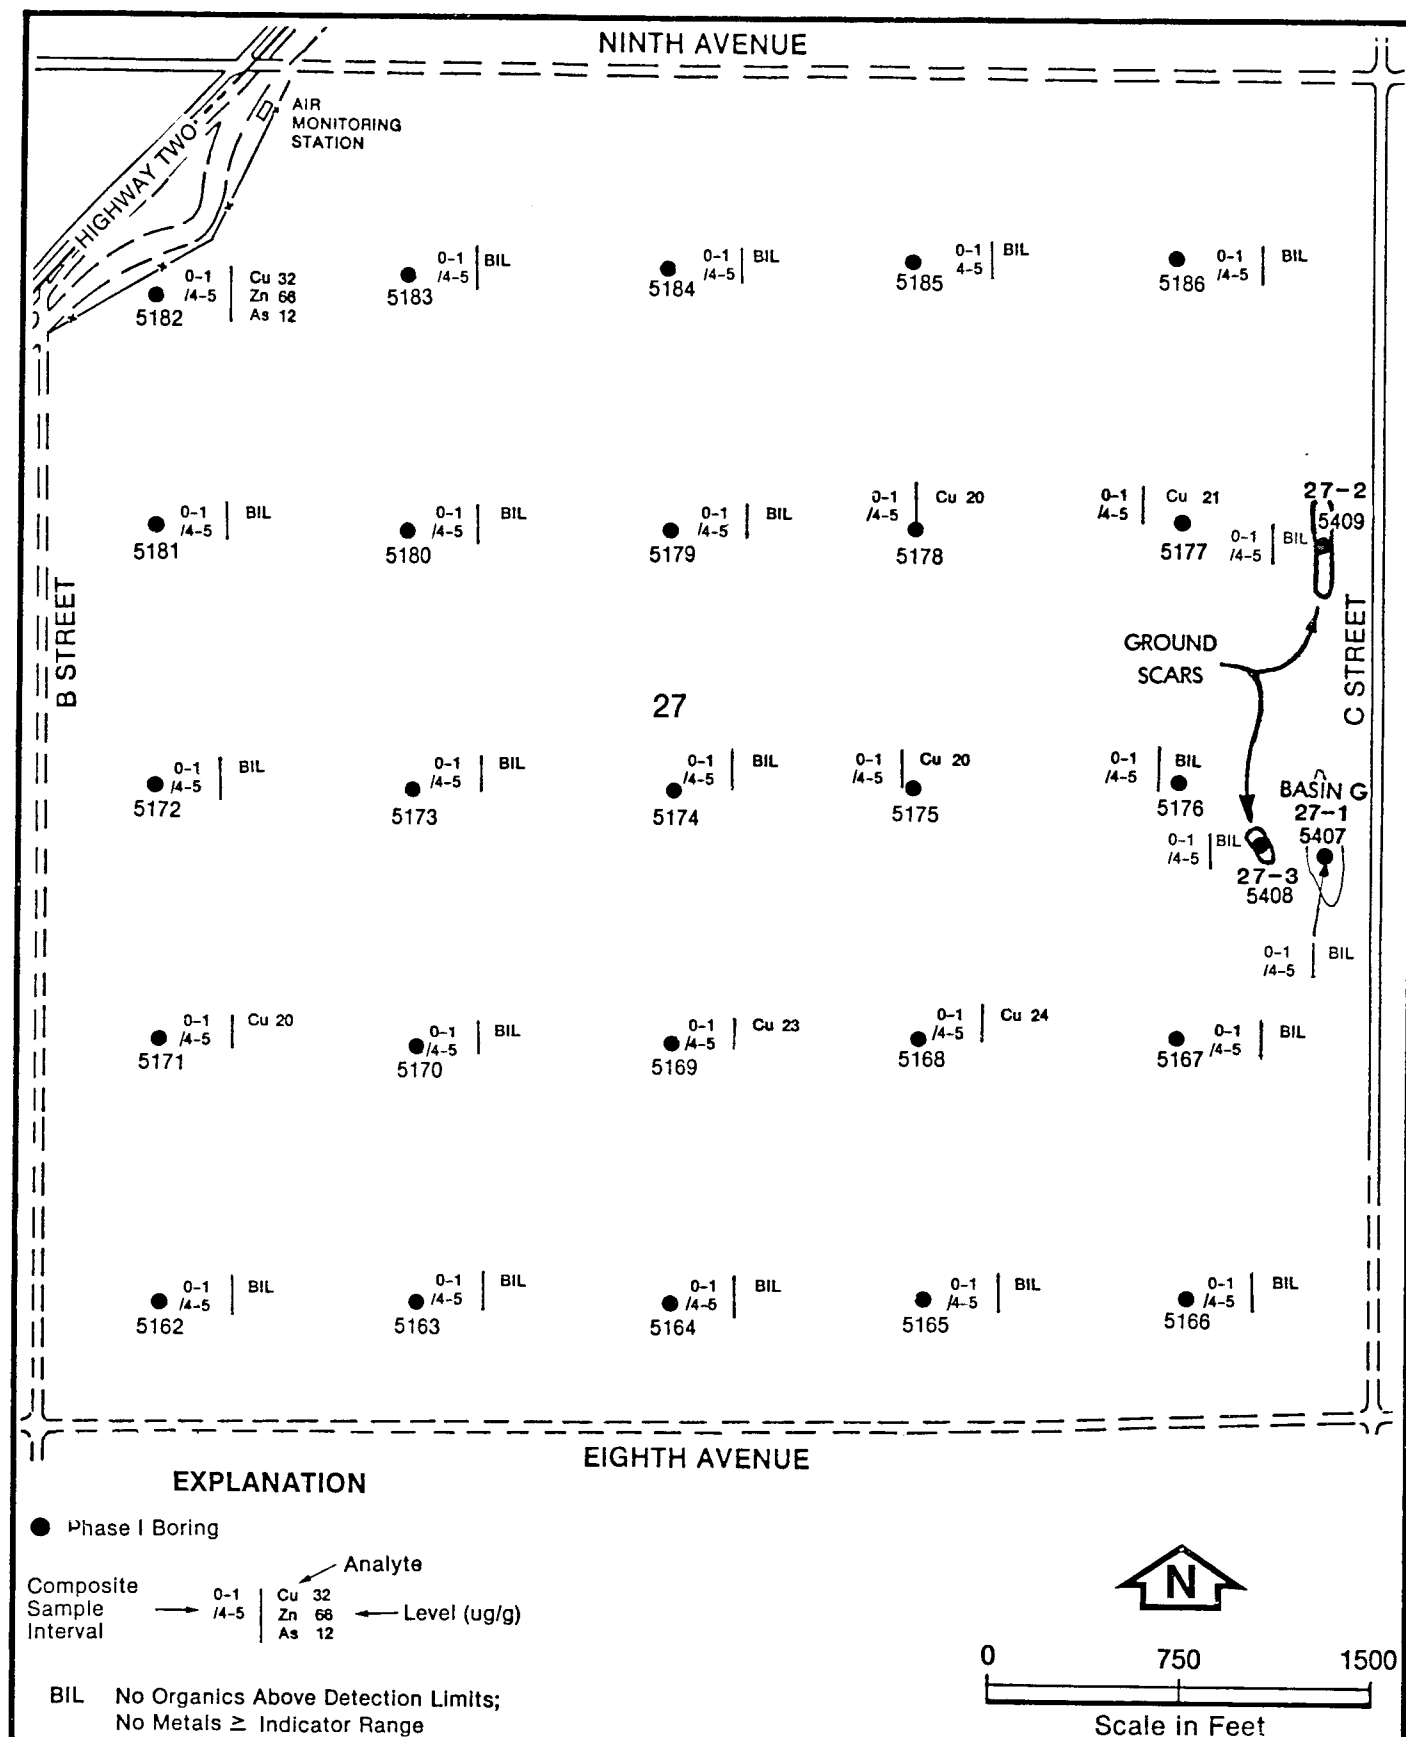 NINTH AVENUE
AIR
MONITORING
STATION
HIGHWAY TWO
0-1
/4-5
Cu 32
Zn 66
As 12
5182
0-1
/4-5
BIL
5183
0-1
/4-5
BIL
5184
0-1
4-5
BIL
5185
0-1
/4-5
BIL
5186
0-1
/4-5
BIL
5181
0-1
/4-5
BIL
5180
0-1
/4-5
BIL
5179
0-1
/4-5
Cu 20
5178
0-1
/4-5
Cu 21
5177
27-2
5409
0-1
/4-5
BIL
B STREET
C STREET
GROUND
SCARS
27
0-1
/4-5
BIL
5172
0-1
/4-5
BIL
5173
0-1
/4-5
BIL
5174
0-1
/4-5
Cu 20
5175
0-1
/4-5
BIL
5176
BASIN G
27-1
5407
0-1
/4-5
BIL
27-3
5408
0-1
/4-5
BIL
0-1
/4-5
Cu 20
5171
0-1
/4-5
BIL
5170
0-1
/4-5
Cu 23
5169
0-1
/4-5
Cu 24
5168
0-1
/4-5
BIL
5167
0-1
/4-5
BIL
5162
0-1
/4-5
BIL
5163
0-1
/4-5
BIL
5164
0-1
/4-5
BIL
5165
0-1
/4-5
BIL
5166
EIGHTH AVENUE
EXPLANATION
Phase I Boring
Analyte
Composite
Sample
Interval
0-1
/4-5
Cu 32
Zn 66
As 12
Level (ug/g)
BIL No Organics Above Detection Limits;
No Metals ≥ Indicator Range
N
0 750 1500
Scale in Feet